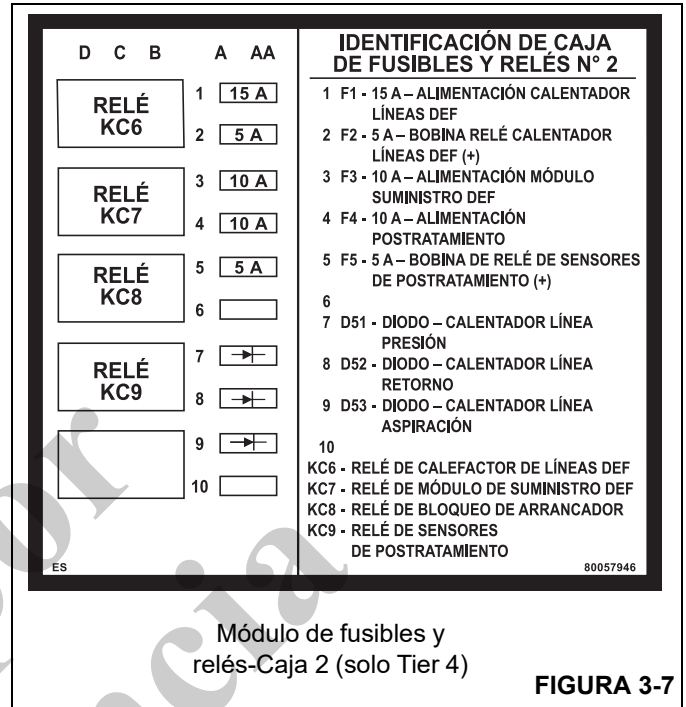 D C B A AA
RELÉ
KC6
RELÉ
KC7
RELÉ
KC8
RELÉ
KC9
1 15 A
2 5 A
3 10 A
4 10 A
5 5 A
6
7
8
9
10
ES
IDENTIFICACIÓN DE CAJA
DE FUSIBLES Y RELÉS N° 2
1 F1 - 15 A – ALIMENTACIÓN CALENTADOR
LÍNEAS DEF
2 F2 - 5 A – BOBINA RELÉ CALENTADOR
LÍNEAS DEF (+)
3 F3 - 10 A – ALIMENTACIÓN MÓDULO
SUMINISTRO DEF
4 F4 - 10 A – ALIMENTACIÓN
POSTRATAMIENTO
5 F5 - 5 A – BOBINA DE RELÉ DE SENSORES
DE POSTRATAMIENTO (+)
6
7 D51 - DIODO – CALENTADOR LÍNEA
PRESIÓN
8 D52 - DIODO – CALENTADOR LÍNEA
RETORNO
9 D53 - DIODO – CALENTADOR LÍNEA
ASPIRACIÓN
10
KC6 - RELÉ DE CALEFACTOR DE LÍNEAS DEF
KC7 - RELÉ DE MÓDULO DE SUMINISTRO DEF
KC8 - RELÉ DE BLOQUEO DE ARRANCADOR
KC9 - RELÉ DE SENSORES
DE POSTRATAMIENTO
80057946
Módulo de fusibles y
relés-Caja 2 (solo Tier 4)
FIGURA 3-7